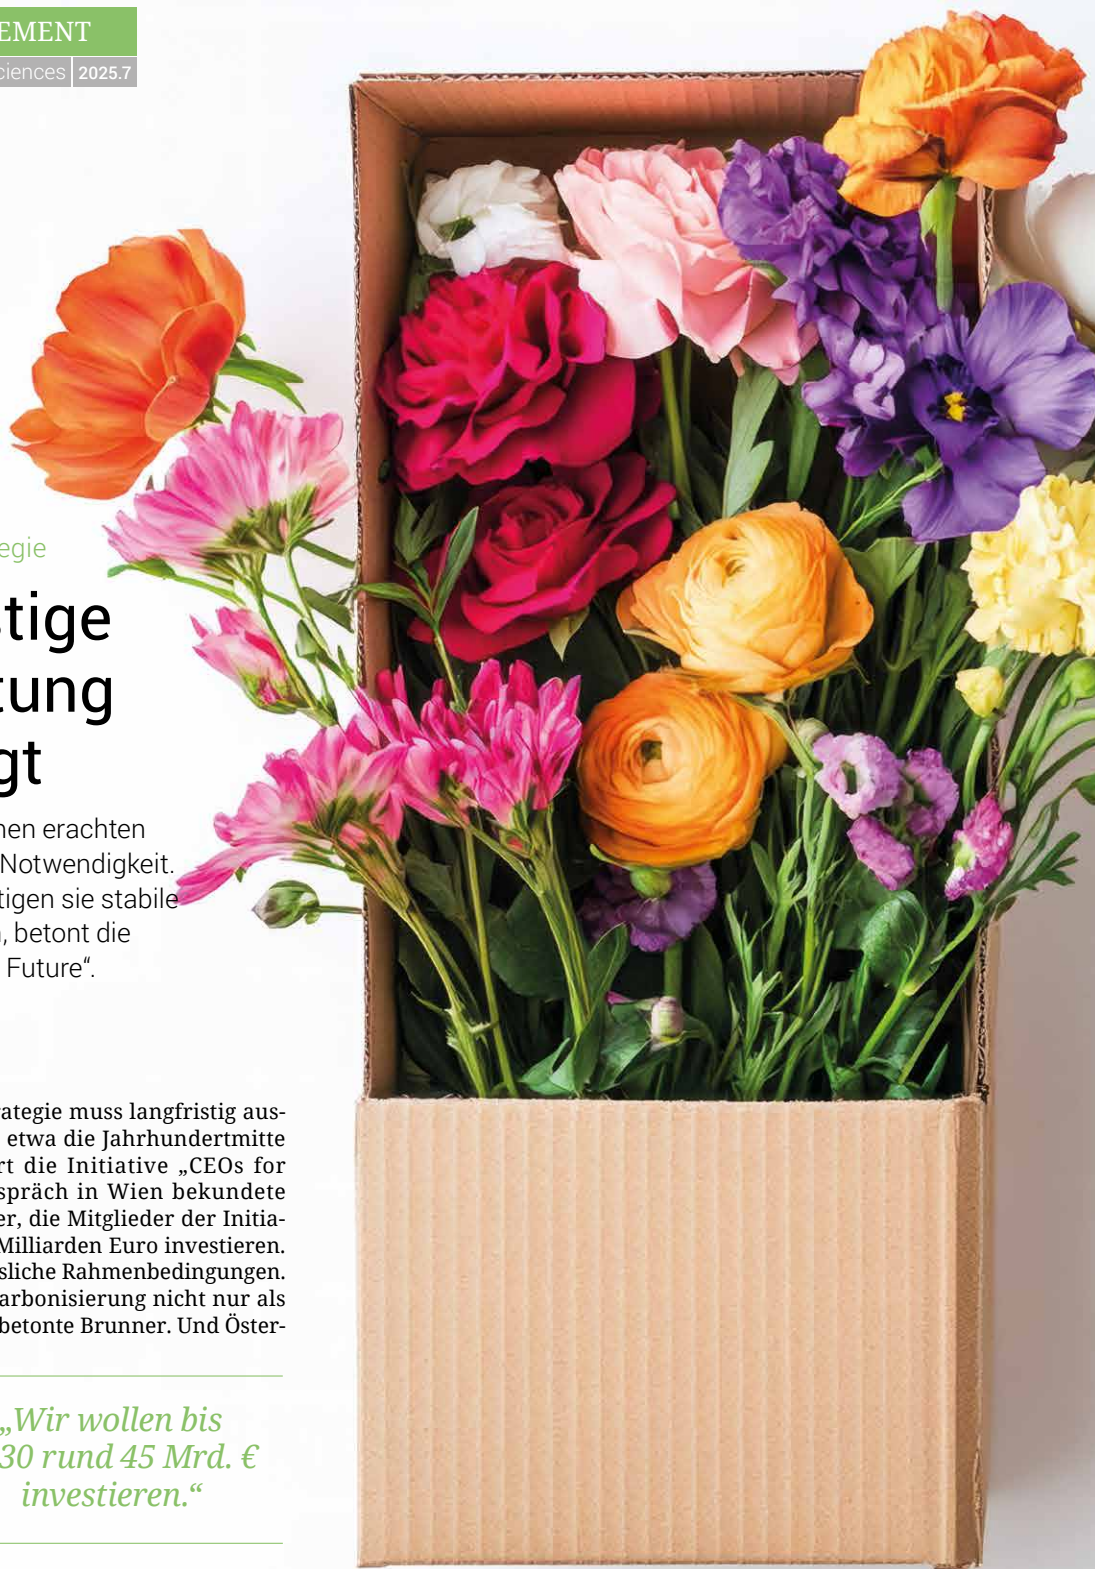 EMENT
ciences 2025.7
egie
tige
tung
gt
nen erachten
Notwendigkeit.
tigen sie stabile
, betont die
Future“.
rategie muss langfristig aus-
etwa die Jahrhundertmitte
rt die Initiative „CEOs for
spräch in Wien bekundete
er, die Mitglieder der Initia-
Milliarden Euro investieren.
sliche Rahmenbedingungen.
arbonisierung nicht nur als
betonte Brunner. Und Öster-
„Wir wollen bis
30 rund 45 Mrd. €
investieren.“